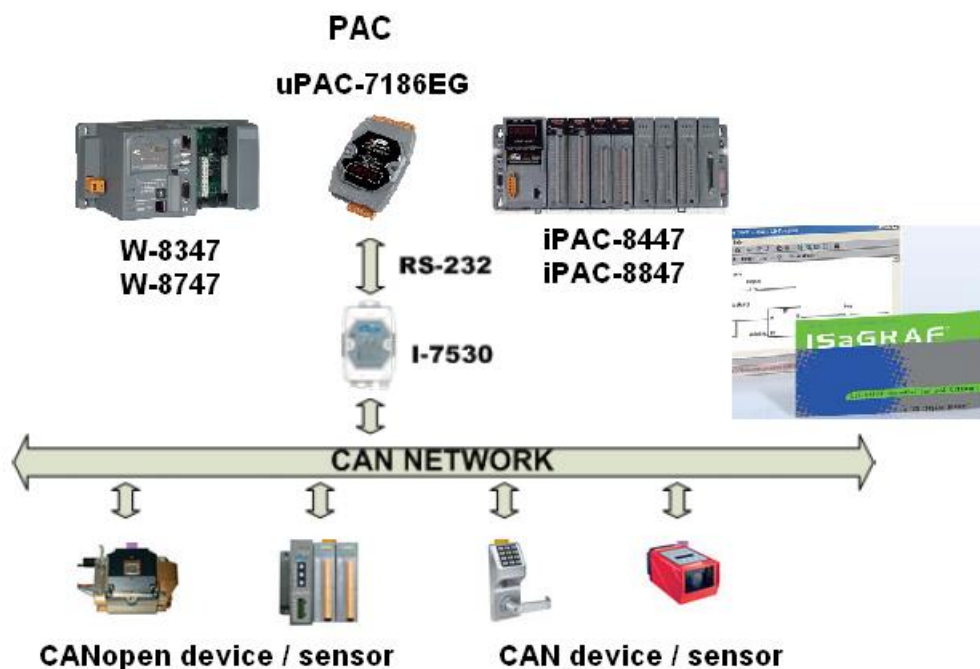 PAC
uPAC-7186EG
W-8347
W-8747
iPAC-8447
iPAC-8847
RS-232
I-7530
ISaGRAF
CAN NETWORK
CANopen device / sensor
CAN device / sensor